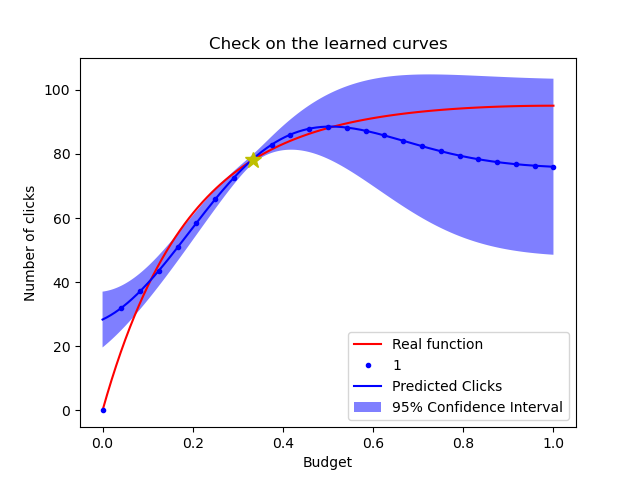 Check on the learned curves
Number of clicks
100
80
60
40
20
0
0.0 0.2 0.4 0.6 0.8 1.0
Budget
Real function
1
Predicted Clicks
95% Confidence Interval